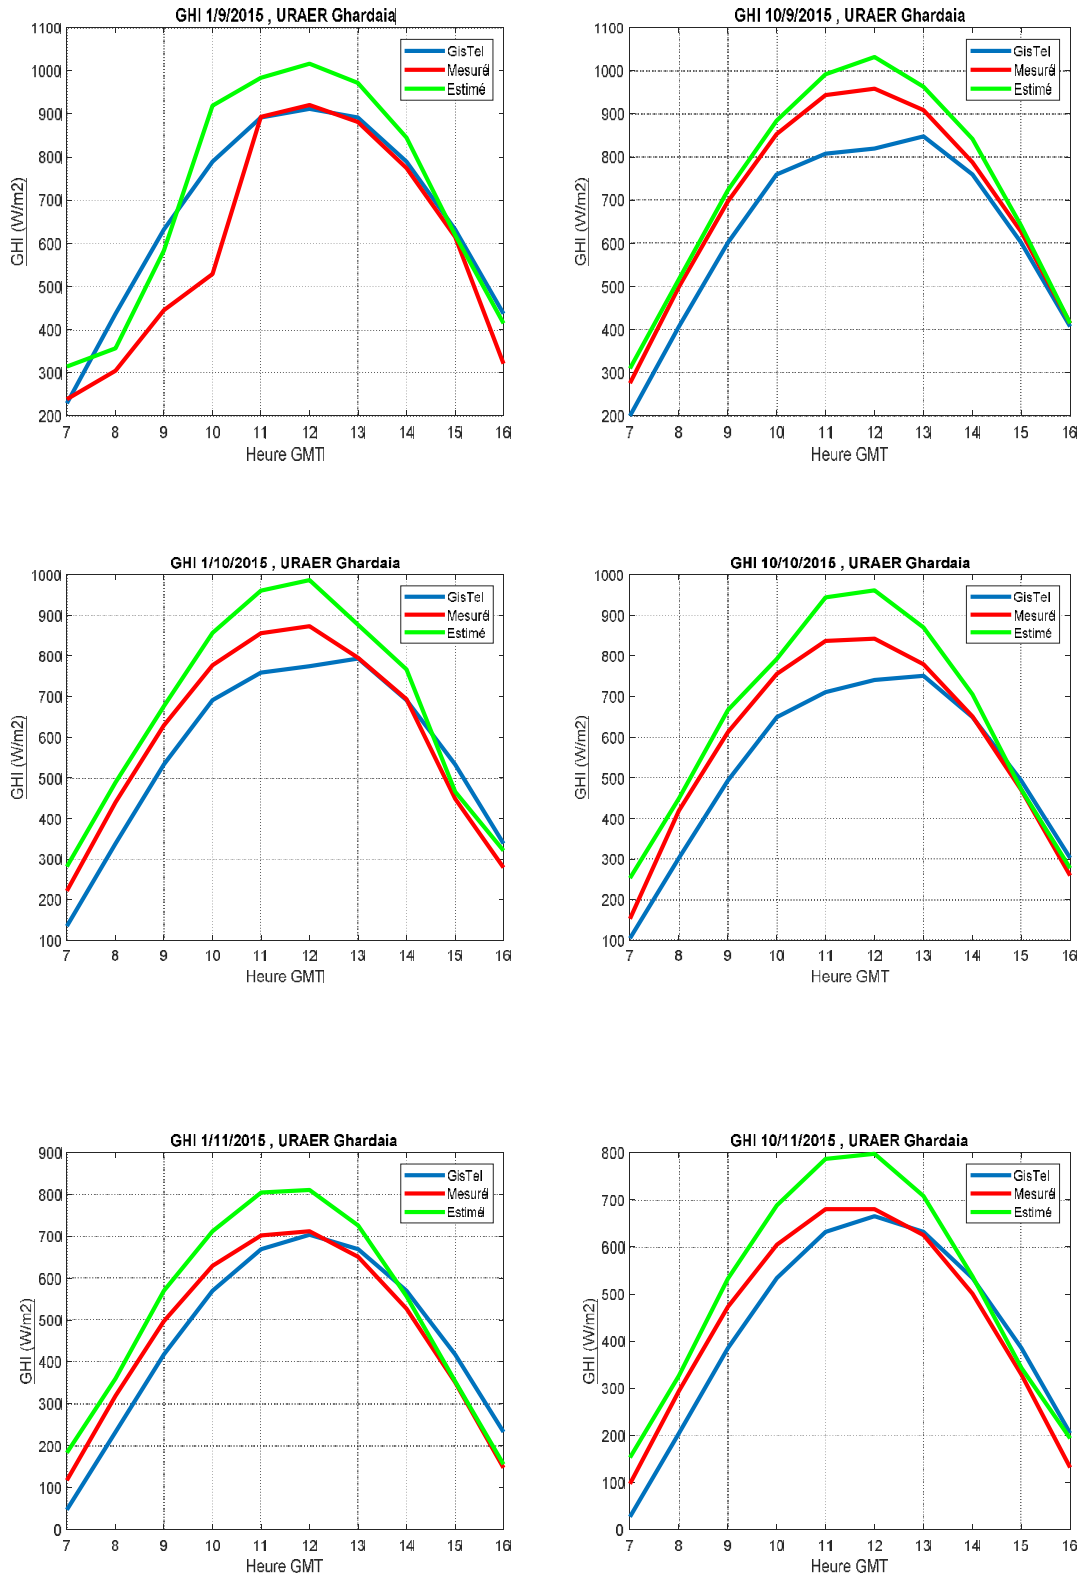 GHI 1/9/2015 , URAER Ghardaia
1100
1000
900
800
700
600
500
400
300
200
GHI (W/m2)
7 8 9 10 11 12 13 14 15 16
Heure GMT
GisTel
Mesuré
Estimé
GHI 10/9/2015 , URAER Ghardaia
1100
1000
900
800
700
600
500
400
300
200
GHI (W/m2)
7 8 9 10 11 12 13 14 15 16
Heure GMT
GisTel
Mesuré
Estimé
GHI 1/10/2015 , URAER Ghardaia
1000
900
800
700
600
500
400
300
200
100
GHI (W/m2)
7 8 9 10 11 12 13 14 15 16
Heure GMT
GisTel
Mesuré
Estimé
GHI 10/10/2015 , URAER Ghardaia
1000
900
800
700
600
500
400
300
200
100
GHI (W/m2)
7 8 9 10 11 12 13 14 15 16
Heure GMT
GisTel
Mesuré
Estimé
GHI 1/11/2015 , URAER Ghardaia
900
800
700
600
500
400
300
200
100
0
GHI (W/m2)
7 8 9 10 11 12 13 14 15 16
Heure GMT
GisTel
Mesuré
Estimé
GHI 10/11/2015 , URAER Ghardaia
800
700
600
500
400
300
200
100
0
GHI (W/m2)
7 8 9 10 11 12 13 14 15 16
Heure GMT
GisTel
Mesuré
Estimé